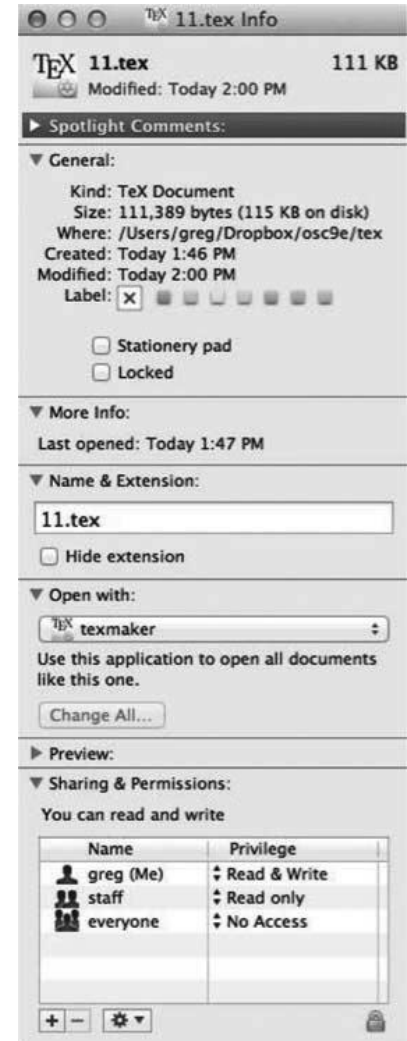 TEX 11.tex Info
TEX 11.tex 111 KB
Modified: Today 2:00 PM
Spotlight Comments:
General:
Kind: TeX Document
Size: 111,389 bytes (115 KB on disk)
Where: /Users/greg/Dropbox/osc9e/tex
Created: Today 1:46 PM
Modified: Today 2:00 PM
Label:
Stationery pad
Locked
More Info:
Last opened: Today 1:47 PM
Name & Extension:
11.tex
Hide extension
Open with:
TEX texmaker
Use this application to open all documents
like this one.
Change All...
Preview:
Sharing & Permissions:
You can read and write
Name Privilege
greg (Me) Read & Write
staff Read only
everyone No Access